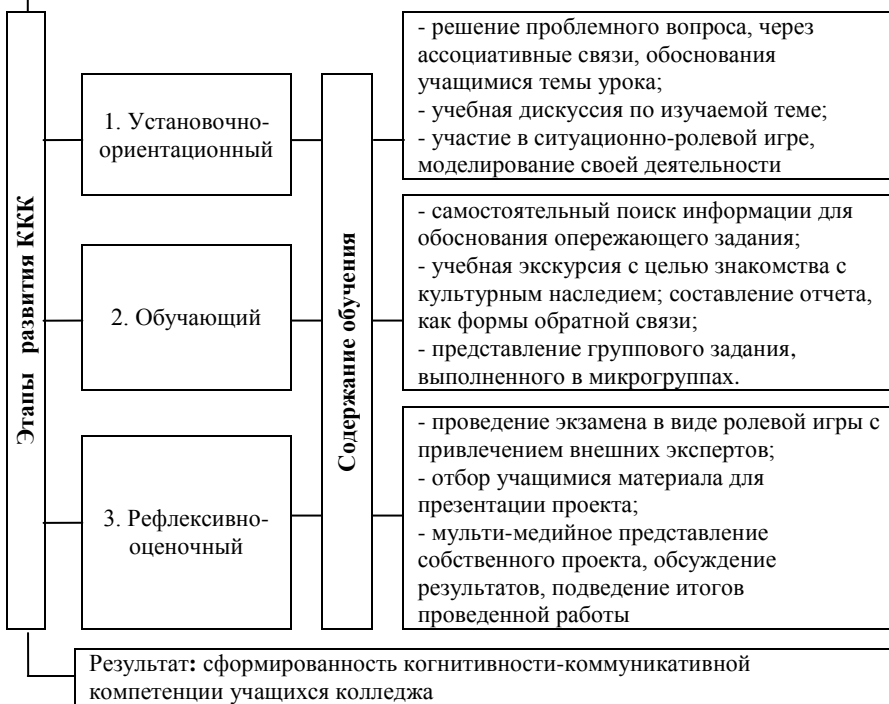 Этапы развития ККК
1. Установочно-
ориентационный
2. Обучающий
3. Рефлексивно-
оценочный
Содержание обучения
- решение проблемного вопроса, через
ассоциативные связи, обоснования
учащимися темы урока;
- учебная дискуссия по изучаемой теме;
- участие в ситуационно-ролевой игре,
моделирование своей деятельности
- самостоятельный поиск информации для
обоснования опережающего задания;
- учебная экскурсия с целью знакомства с
культурным наследием; составление отчета,
как формы обратной связи;
- представление группового задания,
выполненного в микрогруппах.
- проведение экзамена в виде ролевой игры с
привлечением внешних экспертов;
- отбор учащимися материала для
презентации проекта;
- мульти-медийное представление
собственного проекта, обсуждение
результатов, подведение итогов
проведенной работы
Результат: сформированность когнитивности-коммуникативной
компетенции учащихся колледжа